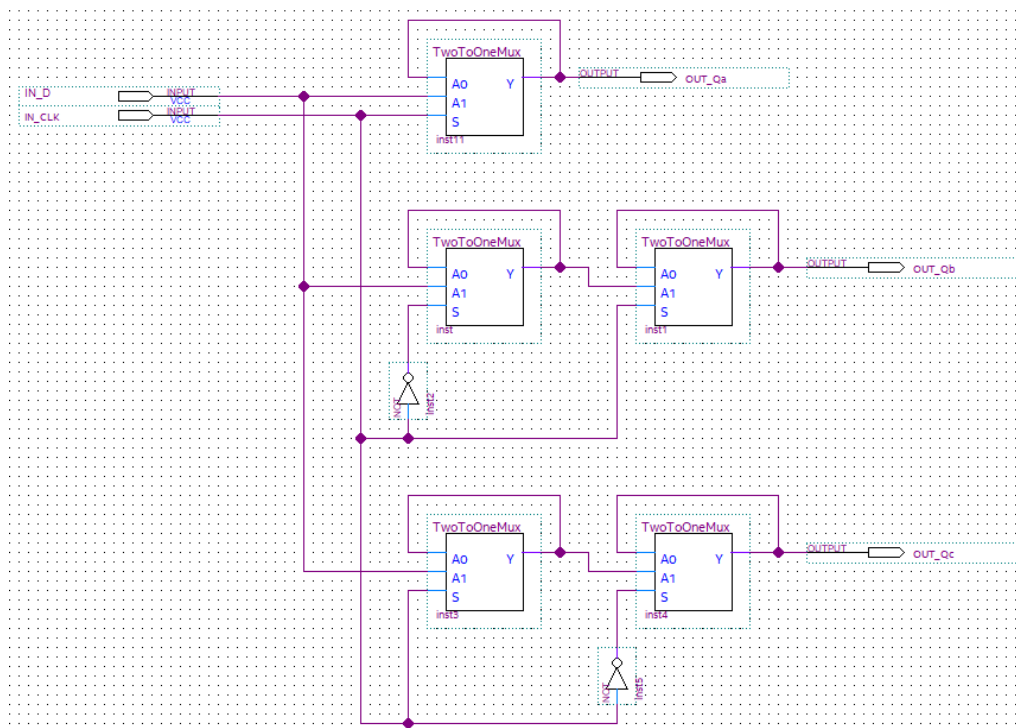 TwoToOneMux
A0
A1
S
Y
inst11
OUTPUT
OUT_Qa
IN_D
INPUT
VCC
IN_CLK
INPUT
VCC
TwoToOneMux
A0
A1
S
Y
inst
TwoToOneMux
A0
A1
S
Y
inst1
OUTPUT
OUT_Qb
NOT
inst2
TwoToOneMux
A0
A1
S
Y
inst3
TwoToOneMux
A0
A1
S
Y
inst4
OUTPUT
OUT_Qc
NOT
inst5